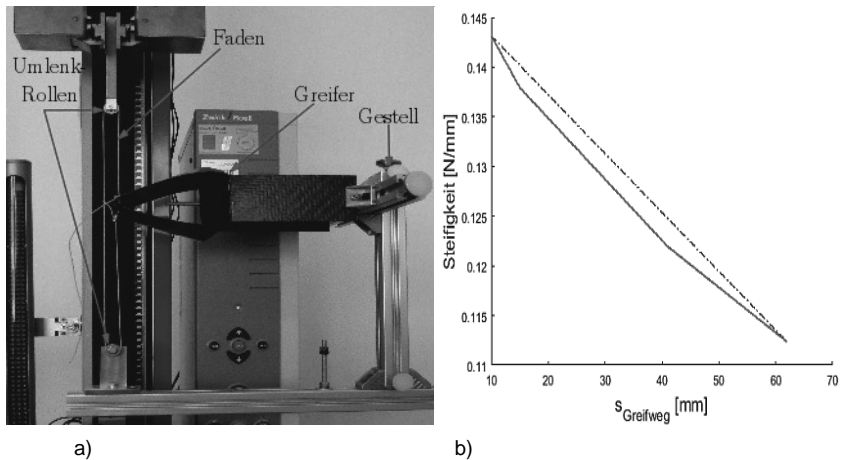 Faden
Umlenk-
Rollen
Greifer
Gestell
Zwick Roell
a)
0.145
0.14
0.135
0.13
0.125
0.12
0.115
0.11
10 20 30 40 50 60 70
Steifigkeit [N/mm]
sGreifweg [mm]
b)